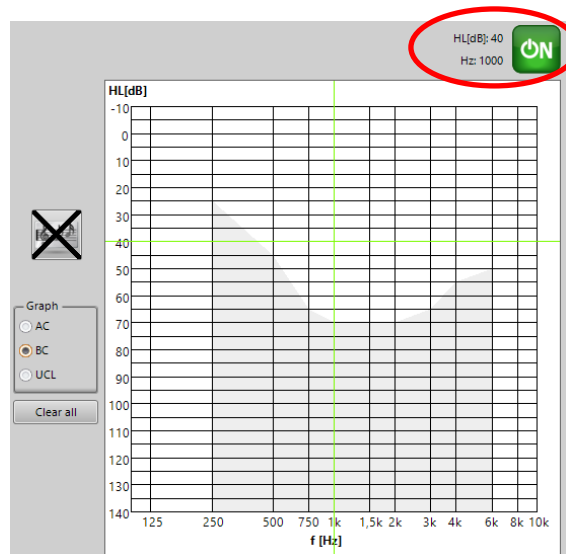 HL[dB]: 40
Hz: 1000
ON
HL[dB]
-10
0
10
20
30
40
50
60
70
80
90
100
110
120
130
140
Graph
AC
BC
UCL
Clear all
125 250 500 750 1k 1,5k 2k 3k 4k 6k 8k 10k
f [Hz]